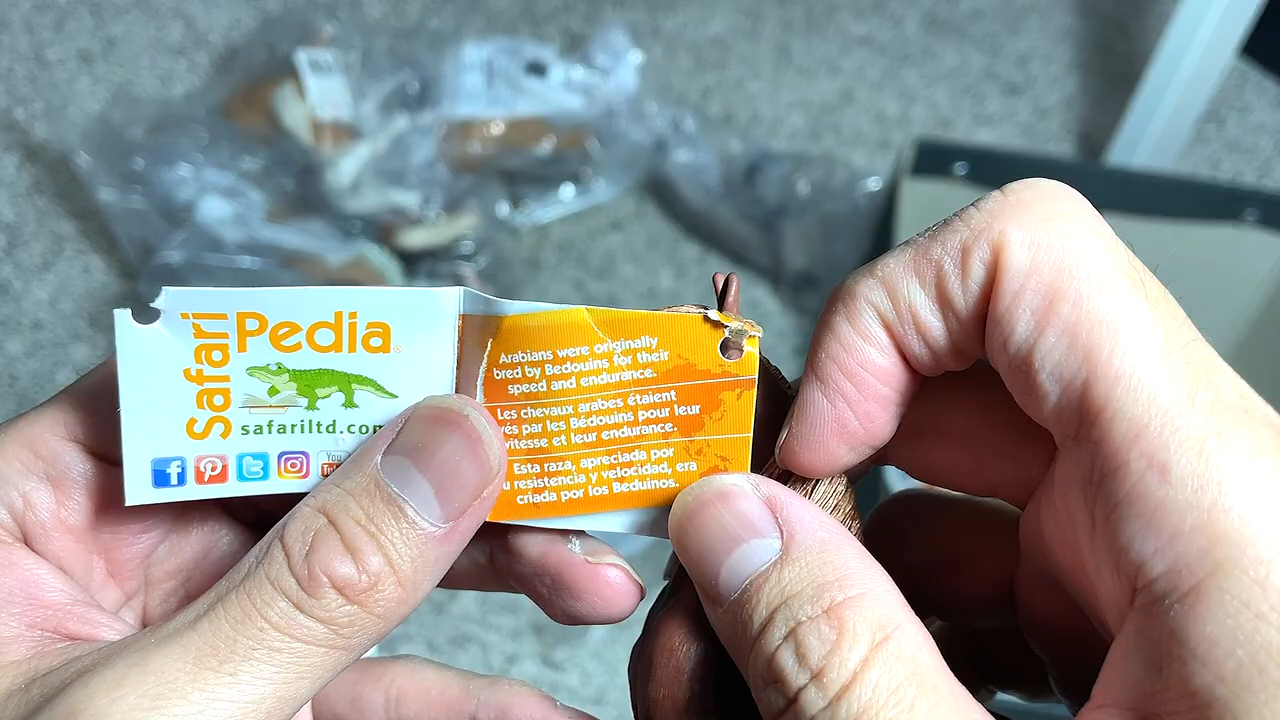 Safari
Pedia
safariltd.com
You
Arabians were originally
bred by Bedouins for their
speed and endurance.
Les chevaux arabes étaient
vés par les Bédouins pour leur
vitesse et leur endurance.
Esta raza, apreciada por
u resistencia y velocidad, era
criada por los Beduinos.